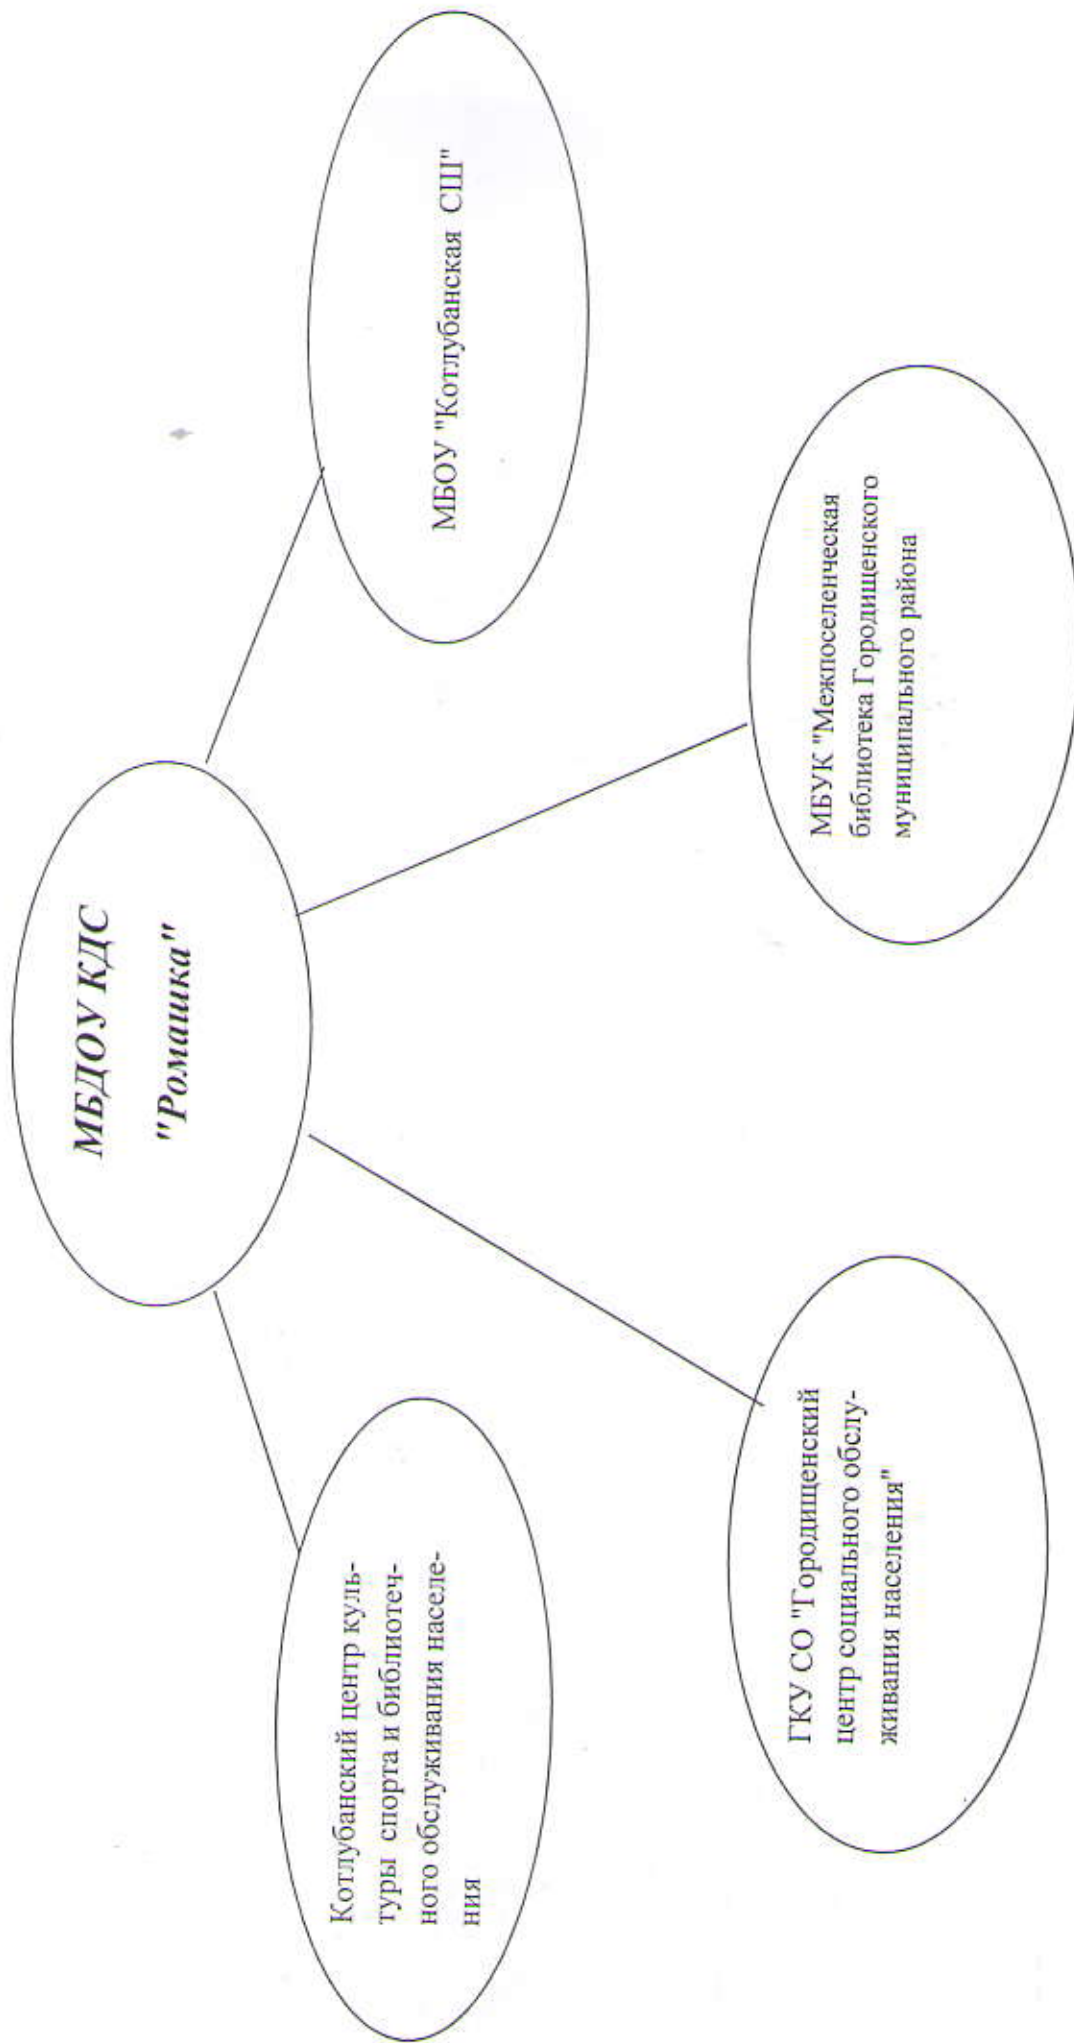 МБДОУ КДС
"Ромашка"
Котлубанский центр куль-
туры спорта и библиотеч-
ного обслуживания населе-
ния
МБОУ "Котлубанская СШ"
ГКУ СО "Городищенский
центр социального обслу-
живания населения"
МБУК "Межпоселенческая
библиотека Городищенского
муниципального района